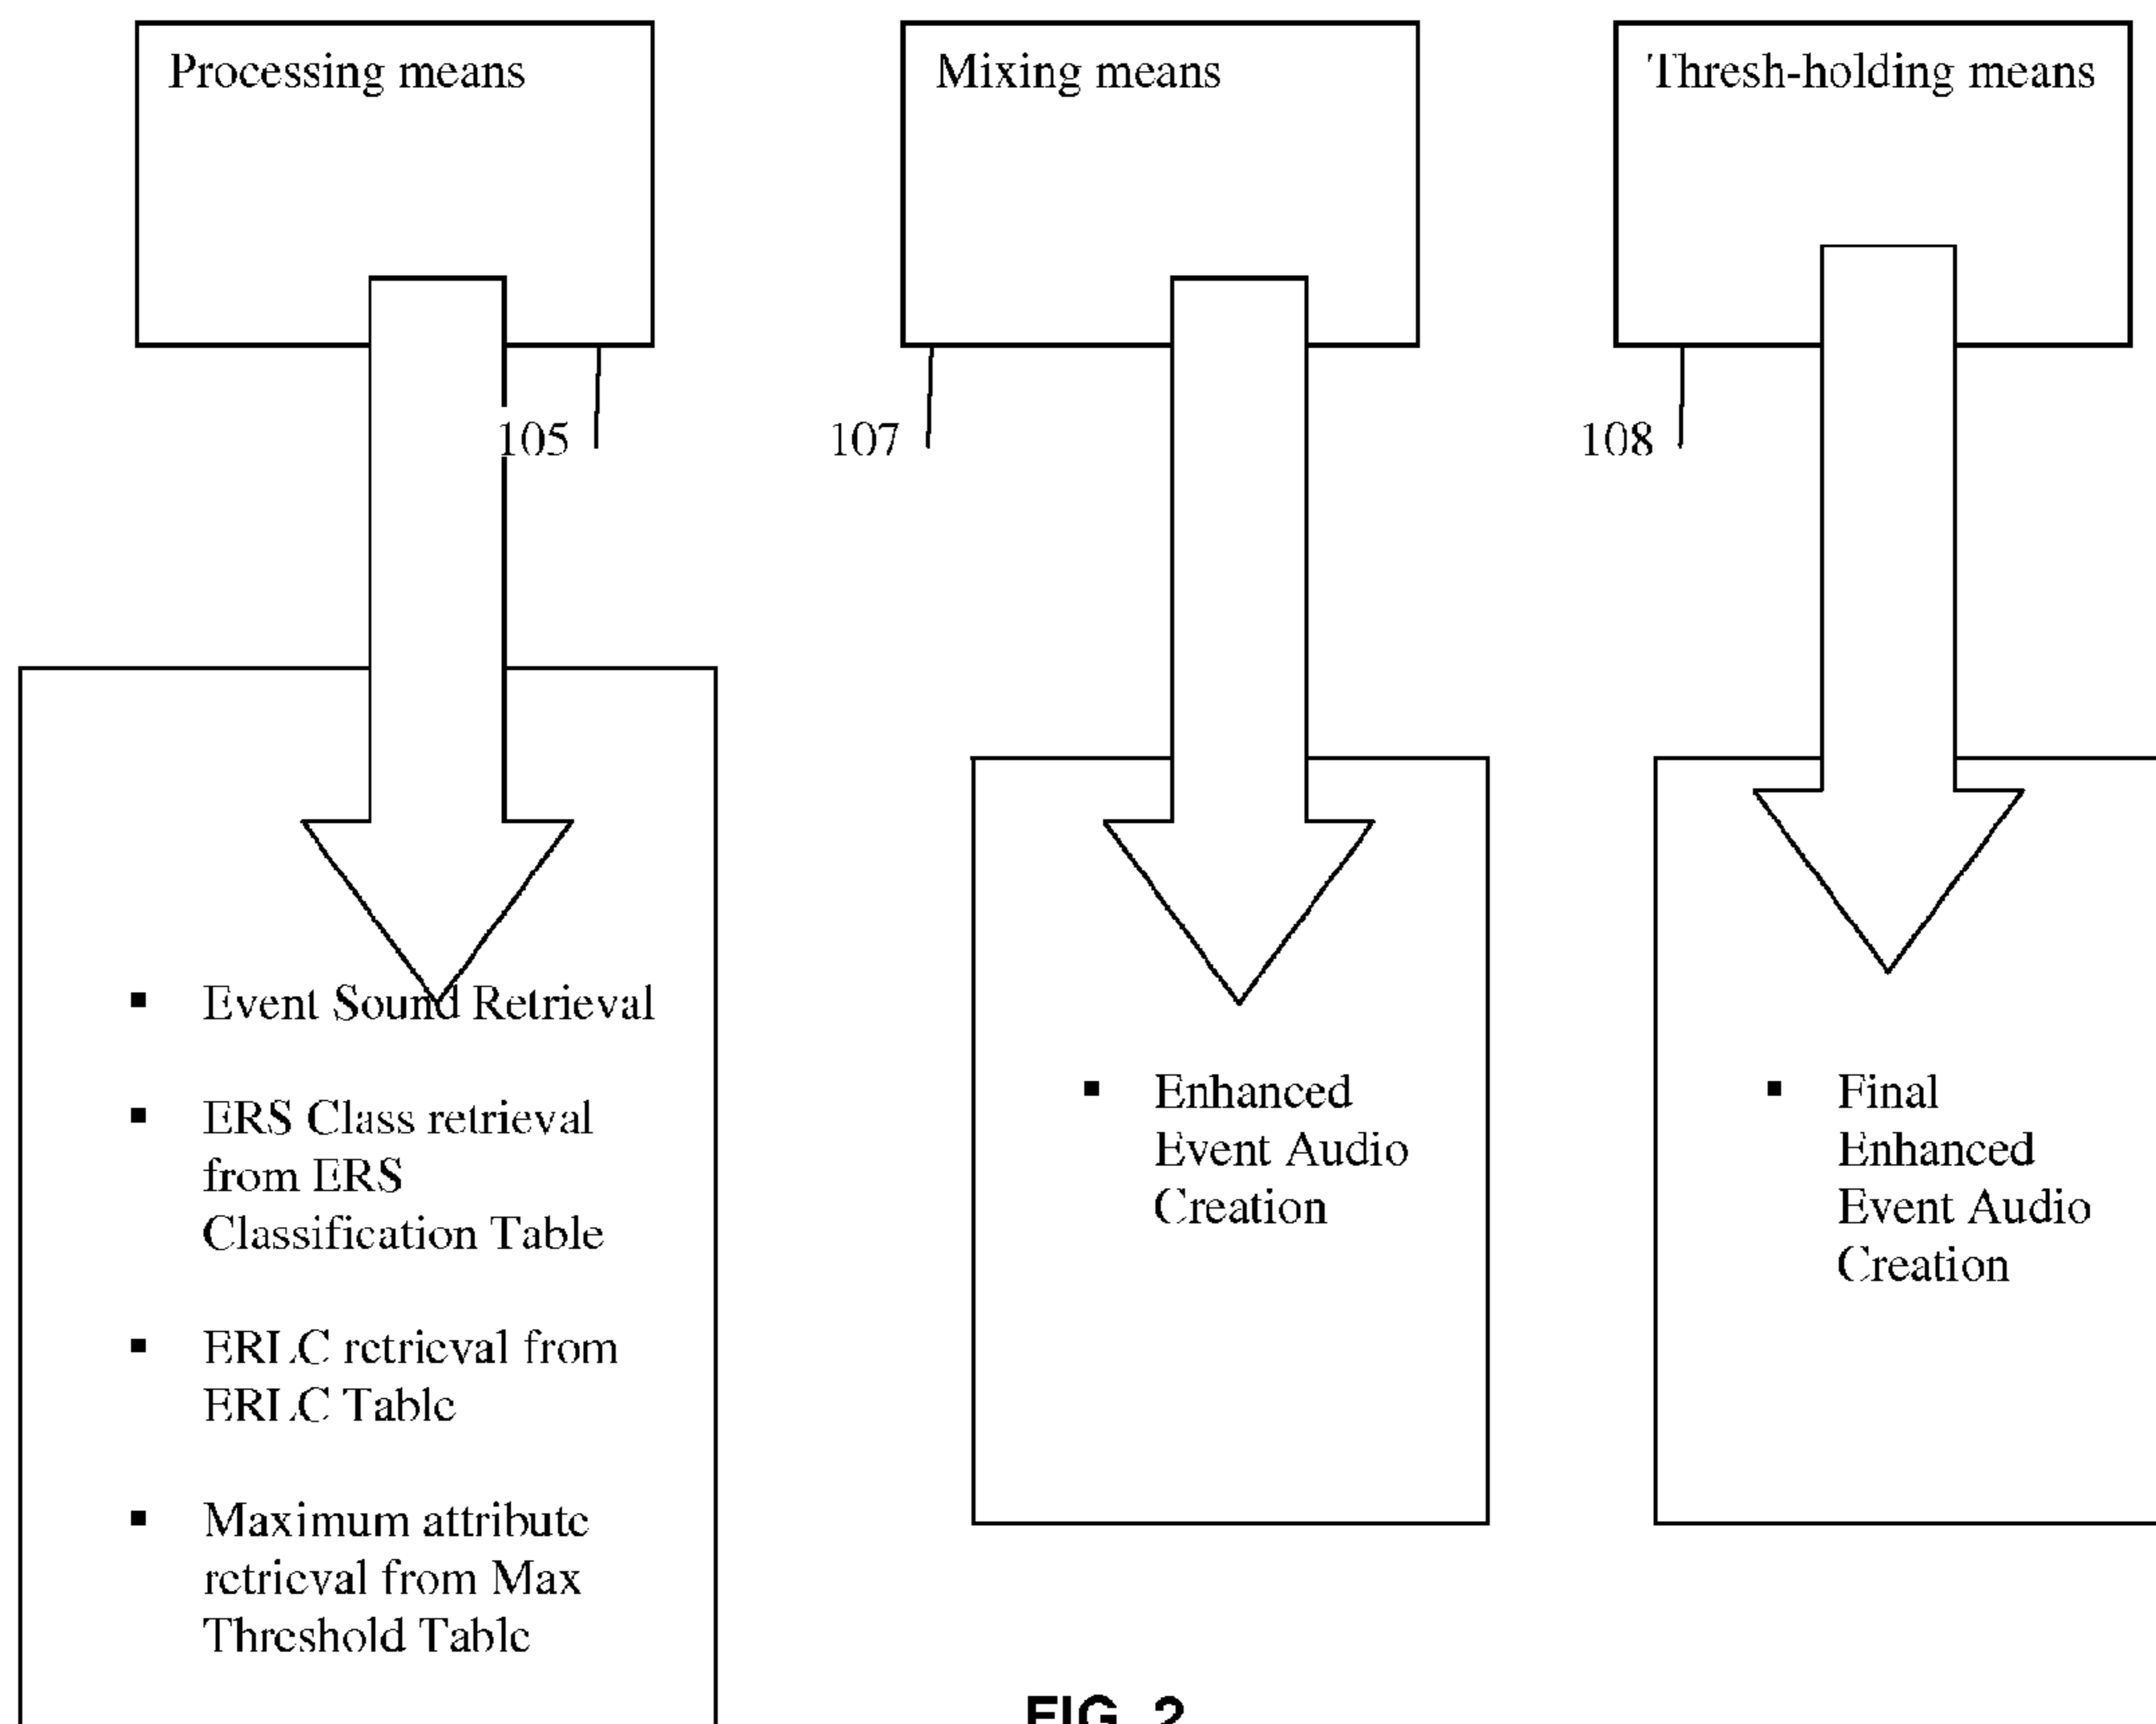 Processing means
Mixing means
Thresh-holding means
105
107
108
▪ Event Sound Retrieval
▪ ERS Class retrieval
from ERS
Classification Table
▪ ERLC retrieval from
ERLC Table
▪ Maximum attribute
retrieval from Max
Threshold Table
▪ Enhanced
Event Audio
Creation
▪ Final
Enhanced
Event Audio
Creation
FIG. 2